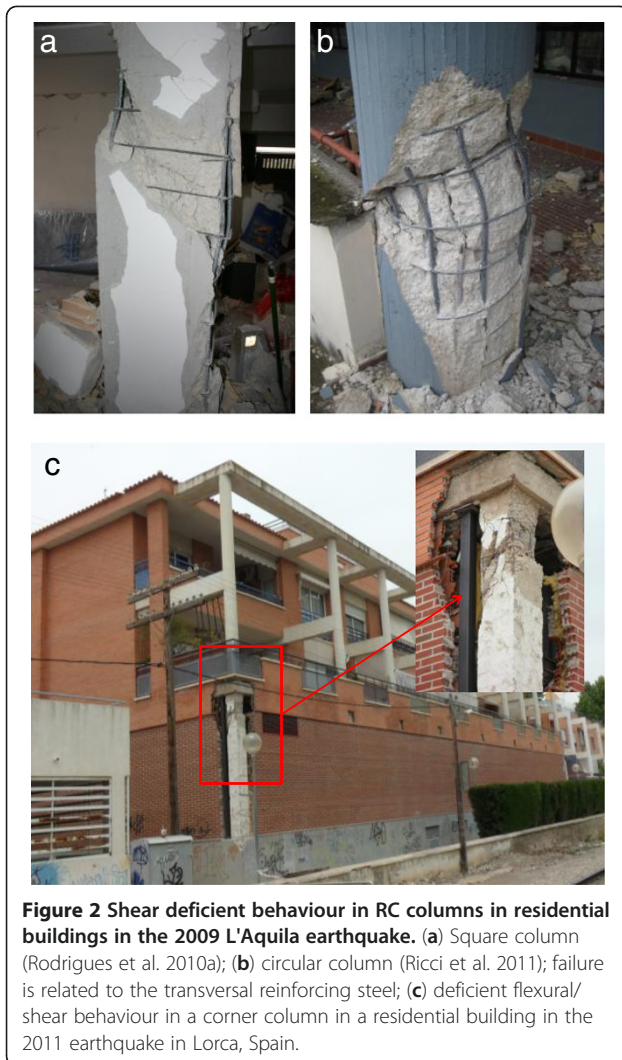 a
b
c
Figure 2 Shear deficient behaviour in RC columns in residential
buildings in the 2009 L'Aquila earthquake. (a) Square column
(Rodrigues et al. 2010a); (b) circular column (Ricci et al. 2011); failure
is related to the transversal reinforcing steel; (c) deficient flexural/
shear behaviour in a corner column in a residential building in the
2011 earthquake in Lorca, Spain.